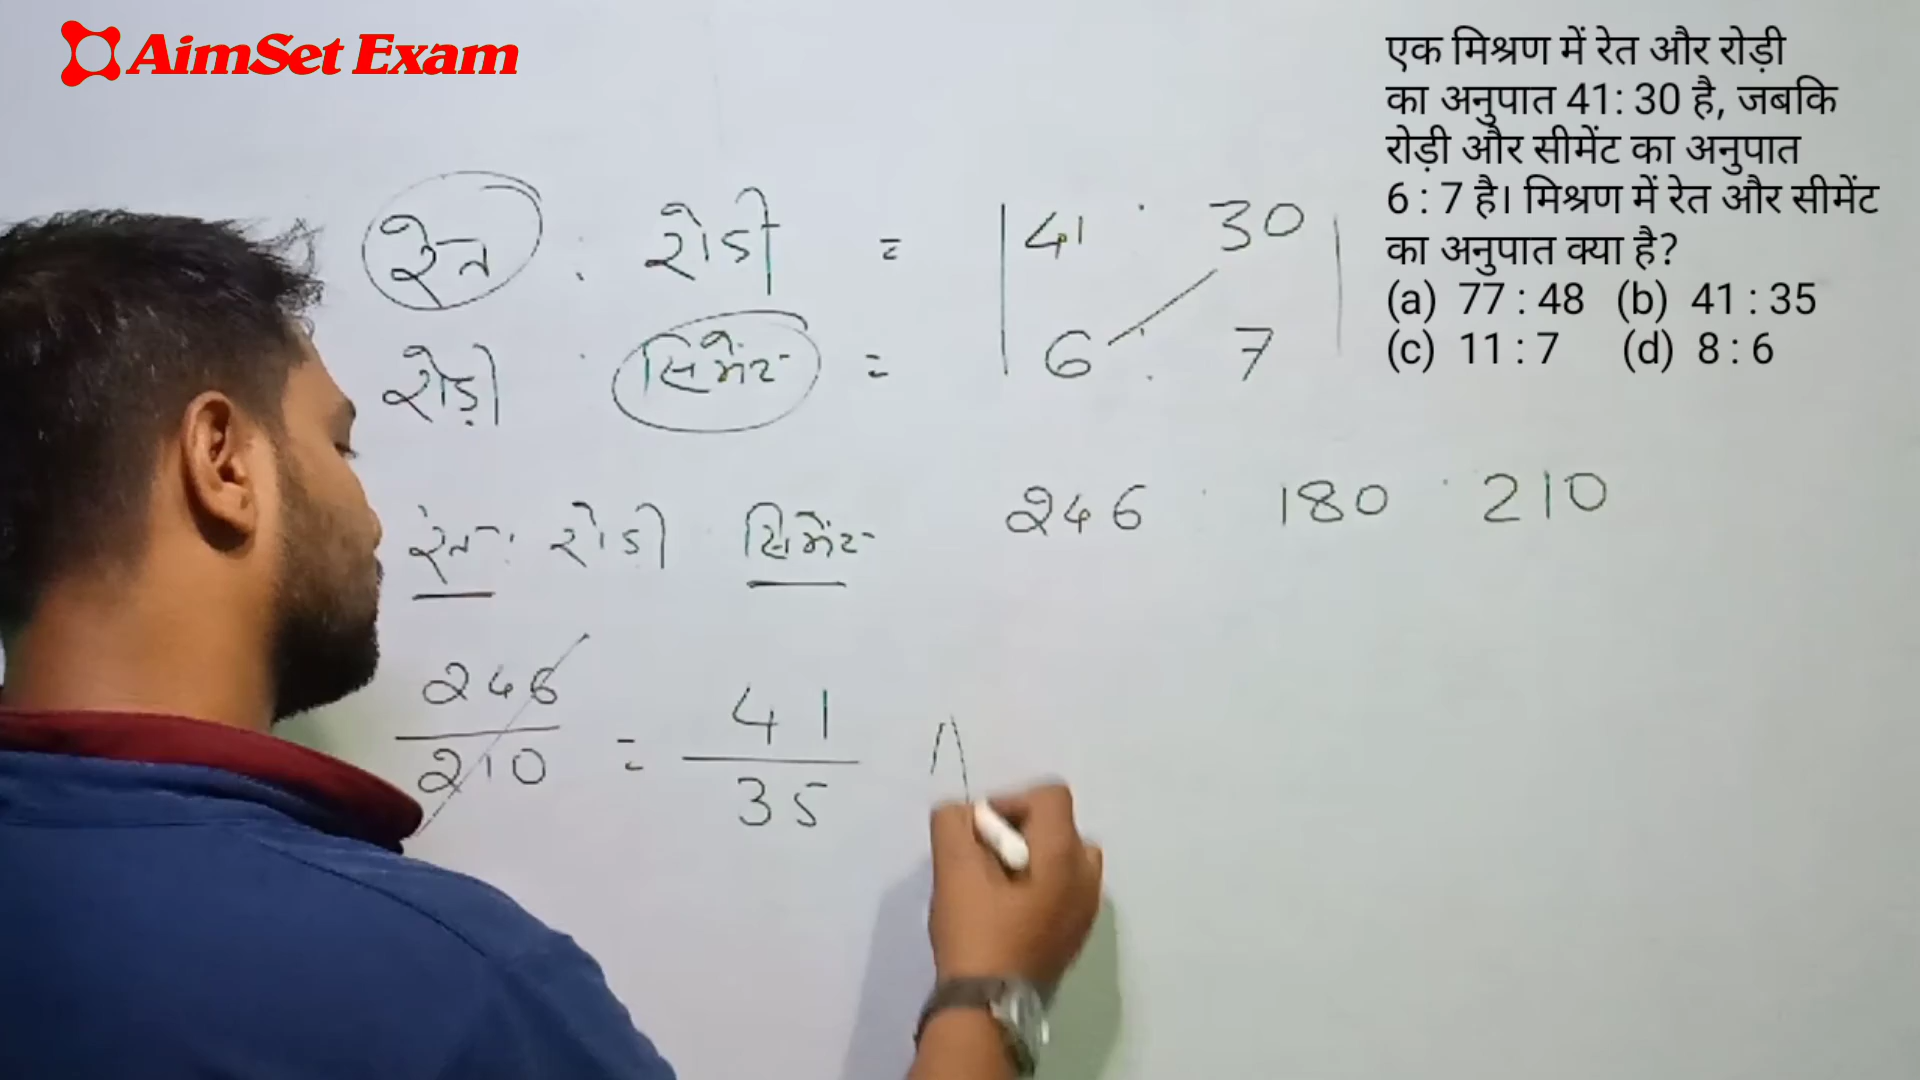 AimSet Exam
एक मिश्रण में रेत और रोड़ी
का अनुपात 41: 30 है, जबकि
रोड़ी और सीमेंट का अनुपात
6 : 7 है। मिश्रण में रेत और सीमेंट
का अनुपात क्या है?
(a) 77 : 48 (b) 41 : 35
(c) 11 : 7 (d) 8 : 6
रेत : रोडी = 41 : 30
रोड़ी : सिमेंट = 6 : 7
रेत : रोडी : सिमेंट 246 : 180 : 210
246
210
=
41
35
A